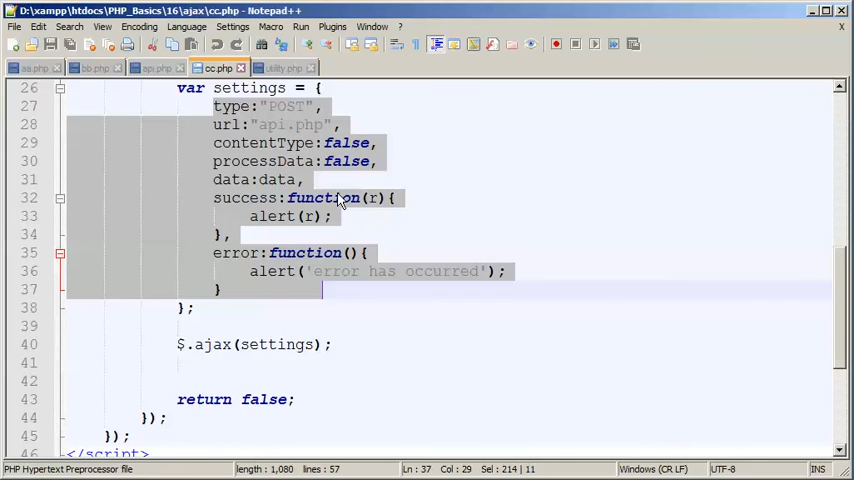 D:\xampp\htdocs\PHP_Basics\16\ajax\cc.php - Notepad++
File Edit Search View Encoding Language Settings Macro Run Plugins Window ?
aa.php bb.php api.php cc.php utility.php
26 var settings = {
27 type:"POST",
28 url:"api.php",
29 contentType:false,
30 processData:false,
31 data:data,
32 success:function(r){
33 alert(r);
34 },
35 error:function(){
36 alert('error has occurred');
37 }
38 };
39
40 $.ajax(settings);
41
42
43 return false;
44 });
45 });
46 </script>
PHP Hypertext Preprocessor file length : 1,080 lines : 57 Ln : 37 Col : 29 Sel : 214 | 11 Windows (CR LF) UTF-8 INS